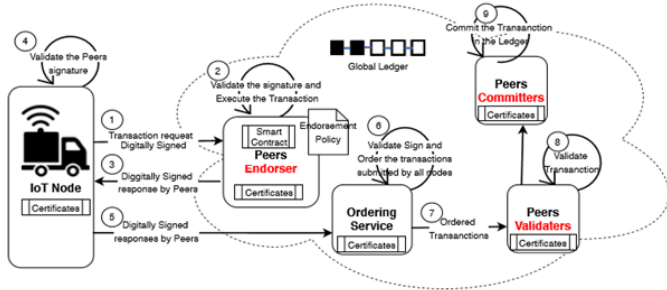 4
Validate the Peers
signature
IoT Node
Certificates
1
Transaction request
Digitally Signed
3
Diggitally Signed
response by Peers
5
Digitally Signed
responses by Peers
2
Validate the signature and
Execute the Transaction
Smart
Contract
Endorsement
Policy
Peers
Endorser
Certificates
Global Ledger
6
Validate Sign and
Order the transactions
submitted by all nodes
Ordering
Service
Certificates
7
Ordered
Transanctions
9
Commit the Trananction
in the Ledger
Peers
Committers
Certificates
8
Validate
Transanction
Peers
Validaters
Certificates